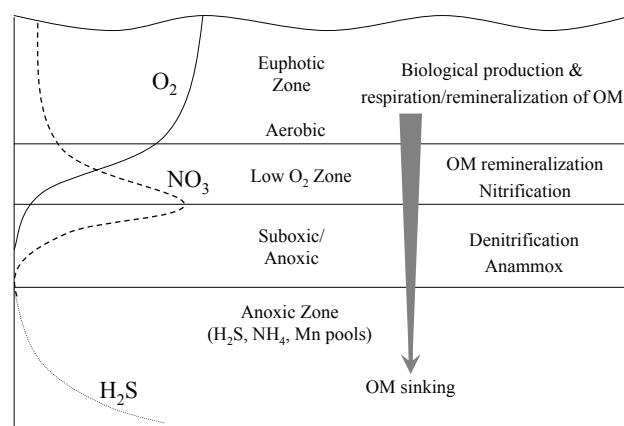 O₂
Euphotic
Zone
Biological production &
respiration/remineralization of OM
Aerobic
NO₃
Low O₂ Zone
OM remineralization
Nitrification
Suboxic/
Anoxic
Denitrification
Anammox
Anoxic Zone
(H₂S, NH₄, Mn pools)
H₂S
OM sinking